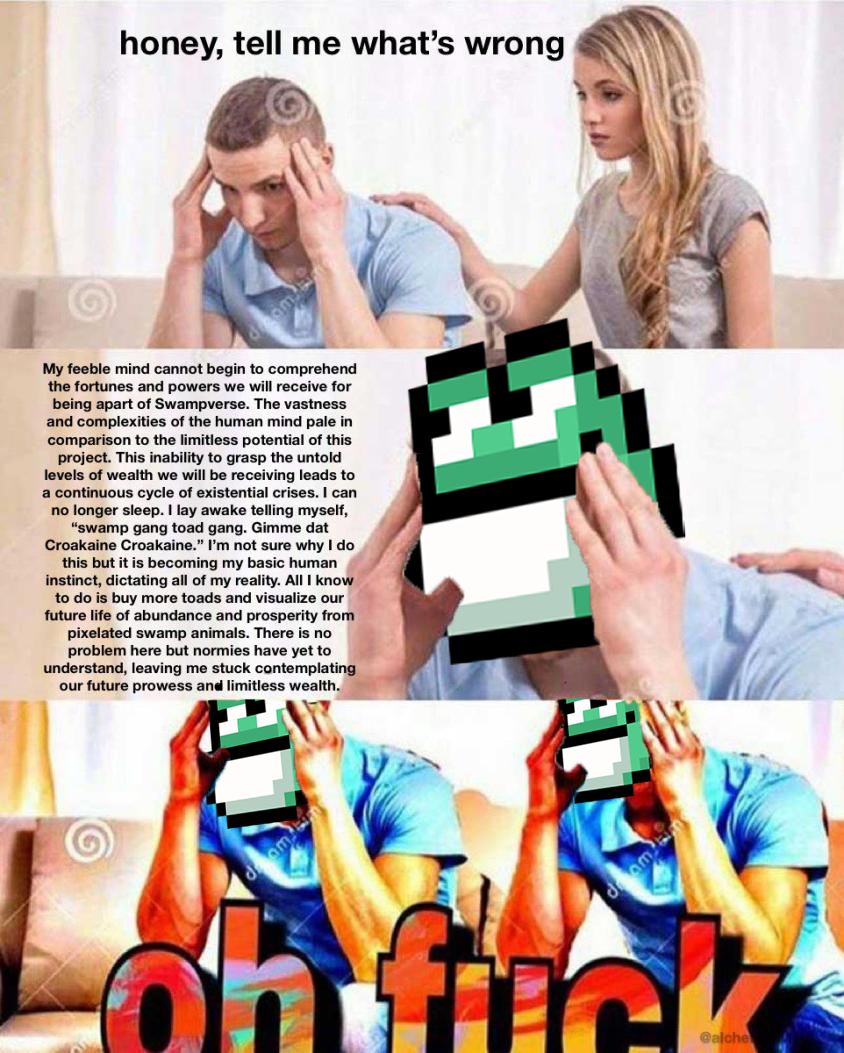 honey, tell me what’s wrong
My feeble mind cannot begin to comprehend
the fortunes and powers we will receive for
being apart of Swampverse. The vastness
and complexities of the human mind pale in
comparison to the limitless potential of this
project. This inability to grasp the untold
levels of wealth we will be receiving leads to
a continuous cycle of existential crises. I can
no longer sleep. I lay awake telling myself,
“swamp gang toad gang. Gimme dat
Croakaine Croakaine.” I’m not sure why I do
this but it is becoming my basic human
instinct, dictating all of my reality. All I know
to do is buy more toads and visualize our
future life of abundance and prosperity from
pixelated swamp animals. There is no
problem here but normies have yet to
understand, leaving me stuck contemplating
our future prowess and limitless wealth.
oh fuck